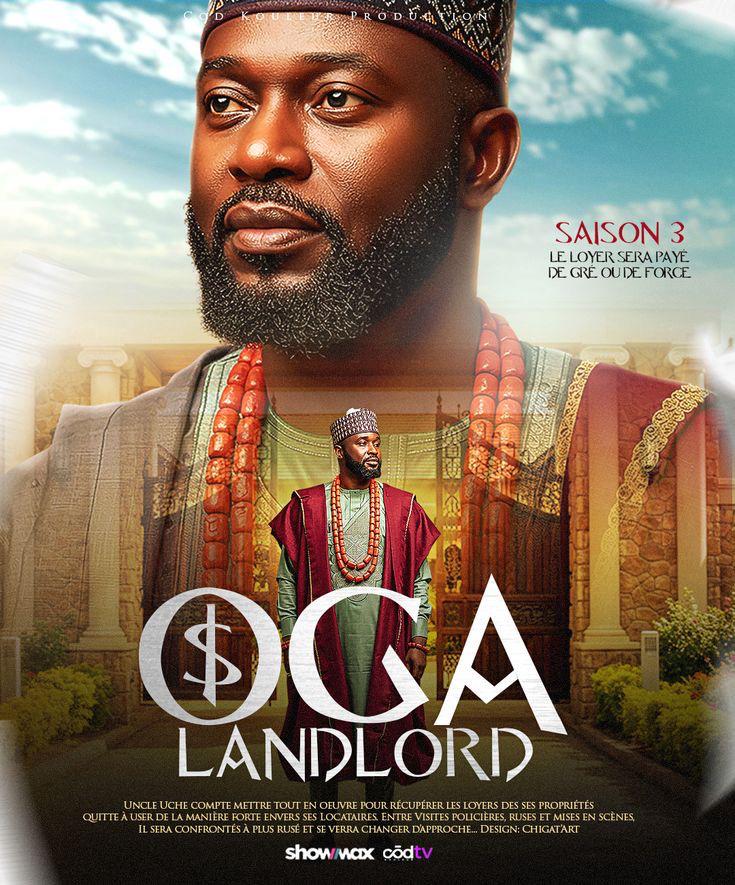 Cod Kouleur Production
SAISON 3
LE LOYER SERA PAYÉ
DE GRÉ OU DE FORCE
OGA
$
LANDLORD
Uncle Uche compte mettre tout en oeuvre pour récupérer les loyers des ses propriétés
quitte à user de la manière forte envers ses Locataires. Entre Visites policières, ruses et mises en scènes,
Il sera confrontés à plus rusé et se verra changer d'approche... Design: Chigat'Art
showmax cōdtv